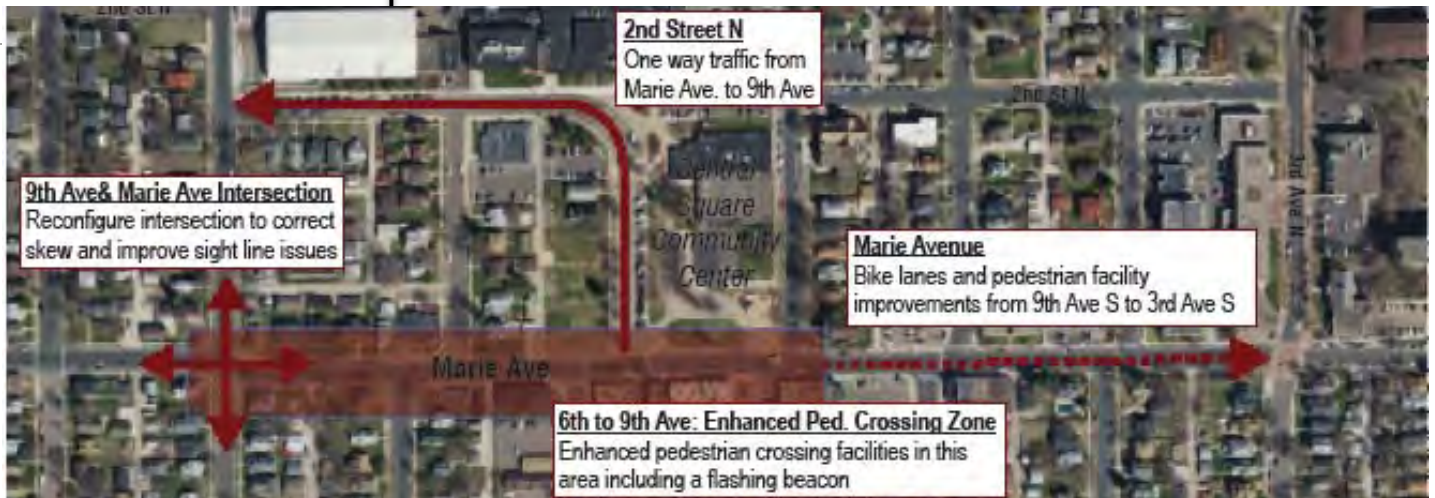 2nd St N
2nd Street N
One way traffic from
Marie Ave. to 9th Ave
2nd St N
Central
Square
Community
Center
3rd Ave N
9th Ave& Marie Ave Intersection
Reconfigure intersection to correct
skew and improve sight line issues
Marie Avenue
Bike lanes and pedestrian facility
improvements from 9th Ave S to 3rd Ave S
Marie Ave
6th to 9th Ave: Enhanced Ped. Crossing Zone
Enhanced pedestrian crossing facilities in this
area including a flashing beacon